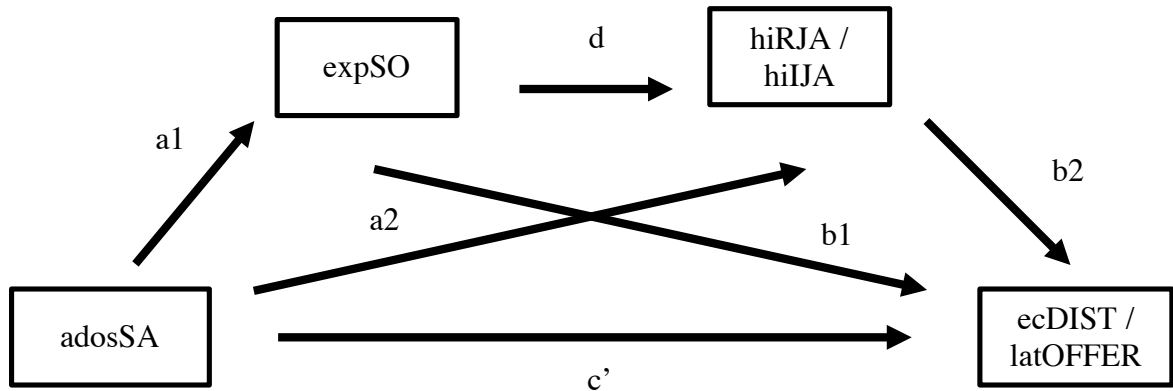 d
hiRJA /
hiIJA
expSO
a1
b2
a2
b1
adosSA
ecDIST /
latOFFER
c’